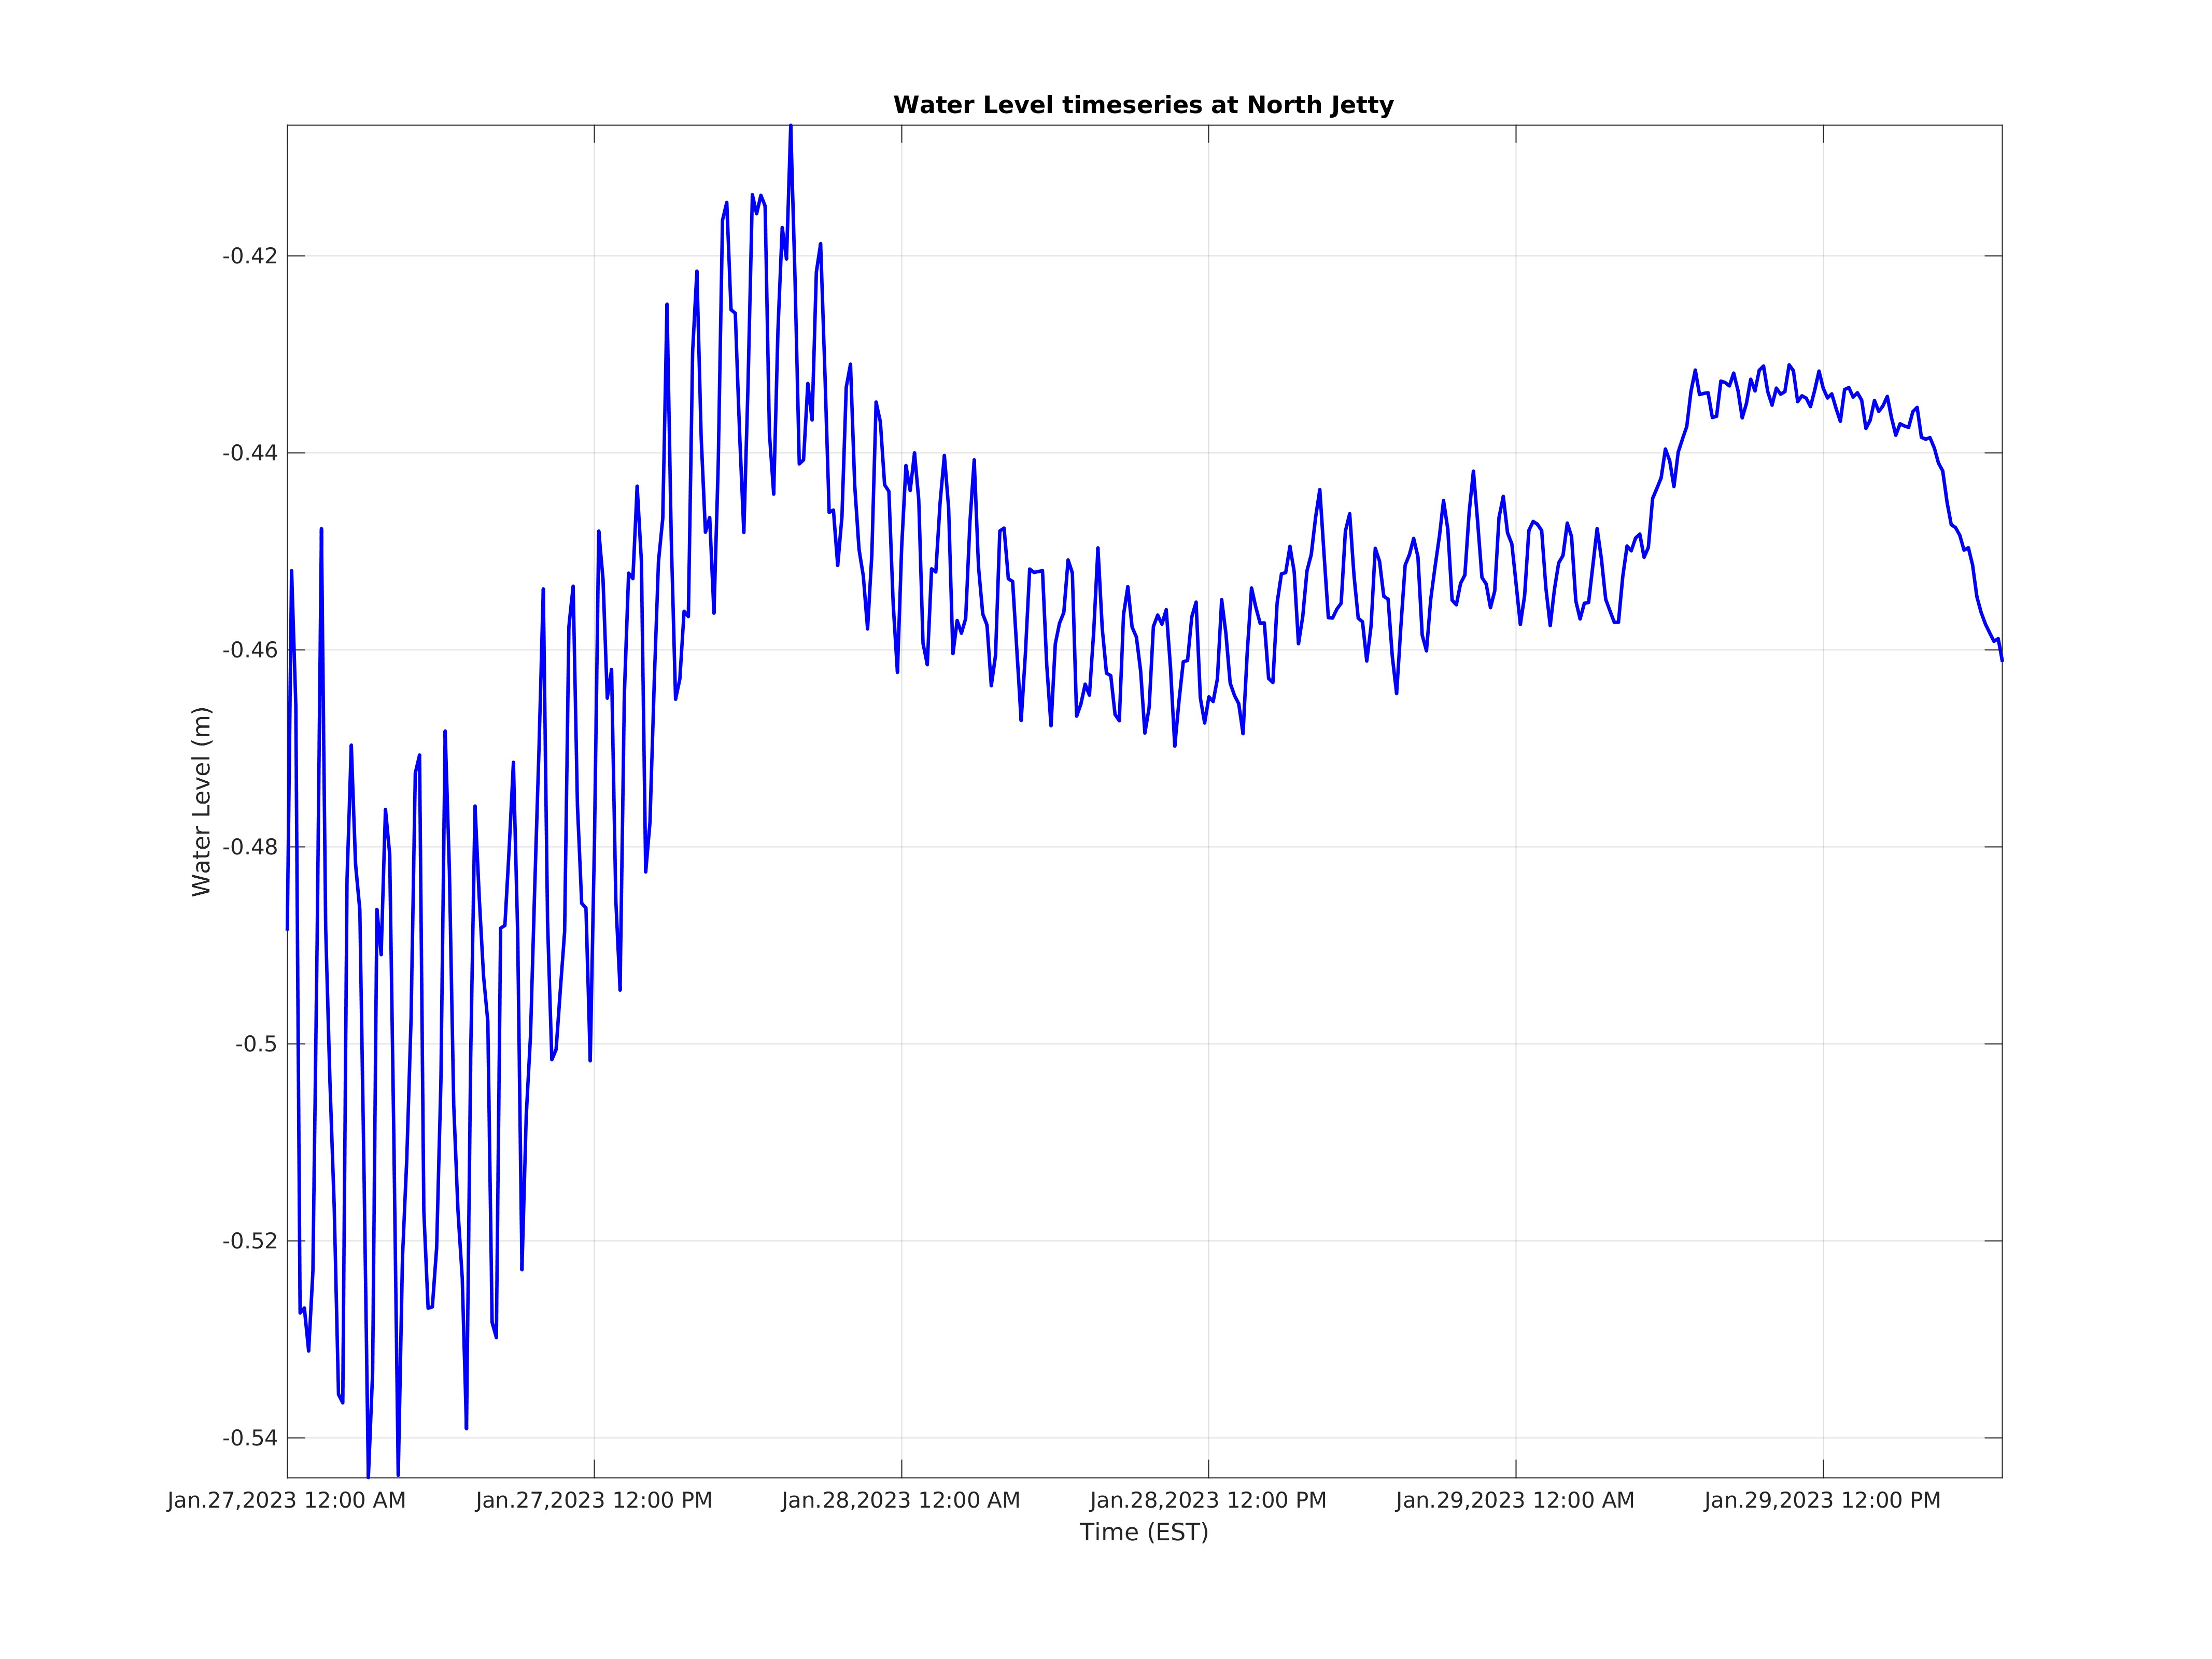 Water Level timeseries at North Jetty
-0.42
-0.44
-0.46
-0.48
-0.5
-0.52
-0.54
Water Level (m)
Jan.27,2023 12:00 AM
Jan.27,2023 12:00 PM
Jan.28,2023 12:00 AM
Jan.28,2023 12:00 PM
Jan.29,2023 12:00 AM
Jan.29,2023 12:00 PM
Time (EST)